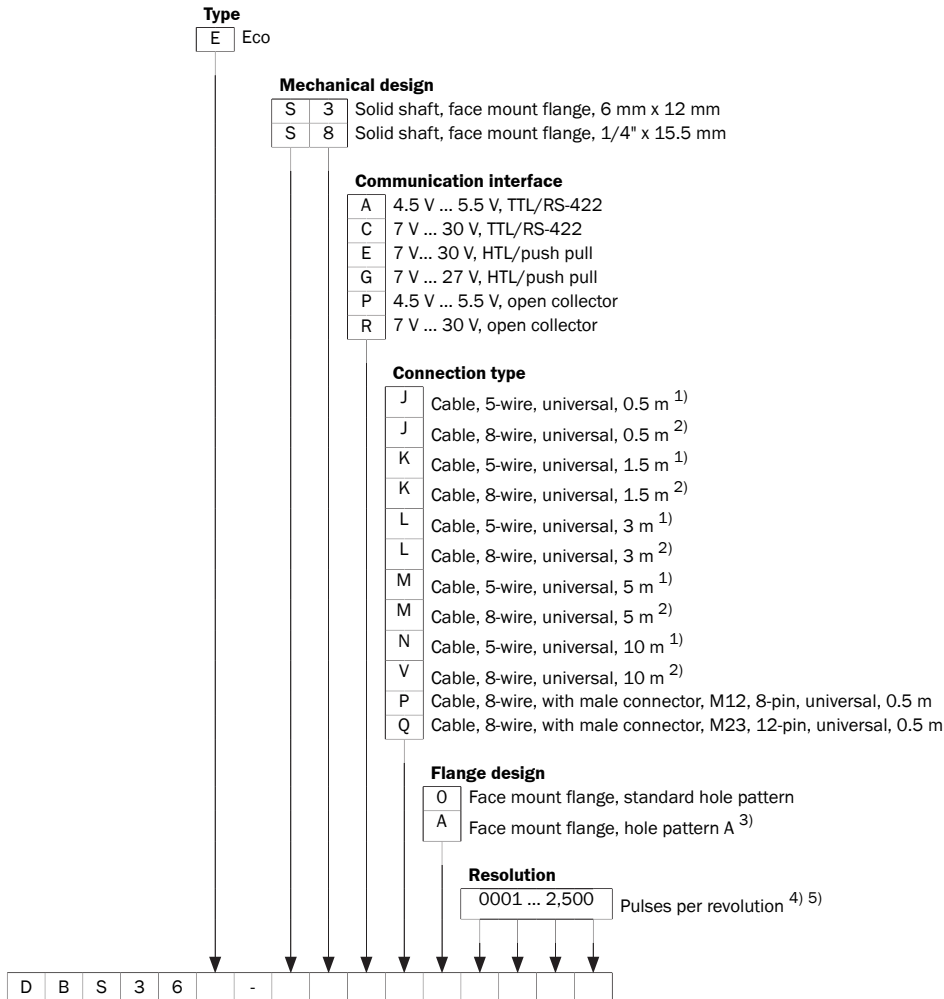 Type
E Eco
Mechanical design
S 3 Solid shaft, face mount flange, 6 mm x 12 mm
S 8 Solid shaft, face mount flange, 1/4" x 15.5 mm
Communication interface
A 4.5 V ... 5.5 V, TTL/RS-422
C 7 V ... 30 V, TTL/RS-422
E 7 V... 30 V, HTL/push pull
G 7 V ... 27 V, HTL/push pull
P 4.5 V ... 5.5 V, open collector
R 7 V ... 30 V, open collector
Connection type
J Cable, 5-wire, universal, 0.5 m 1)
J Cable, 8-wire, universal, 0.5 m 2)
K Cable, 5-wire, universal, 1.5 m 1)
K Cable, 8-wire, universal, 1.5 m 2)
L Cable, 5-wire, universal, 3 m 1)
L Cable, 8-wire, universal, 3 m 2)
M Cable, 5-wire, universal, 5 m 1)
M Cable, 8-wire, universal, 5 m 2)
N Cable, 5-wire, universal, 10 m 1)
V Cable, 8-wire, universal, 10 m 2)
P Cable, 8-wire, with male connector, M12, 8-pin, universal, 0.5 m
Q Cable, 8-wire, with male connector, M23, 12-pin, universal, 0.5 m
Flange design
0 Face mount flange, standard hole pattern
A Face mount flange, hole pattern A 3)
Resolution
0001 ... 2,500 Pulses per revolution 4) 5)
D B S 3 6 -